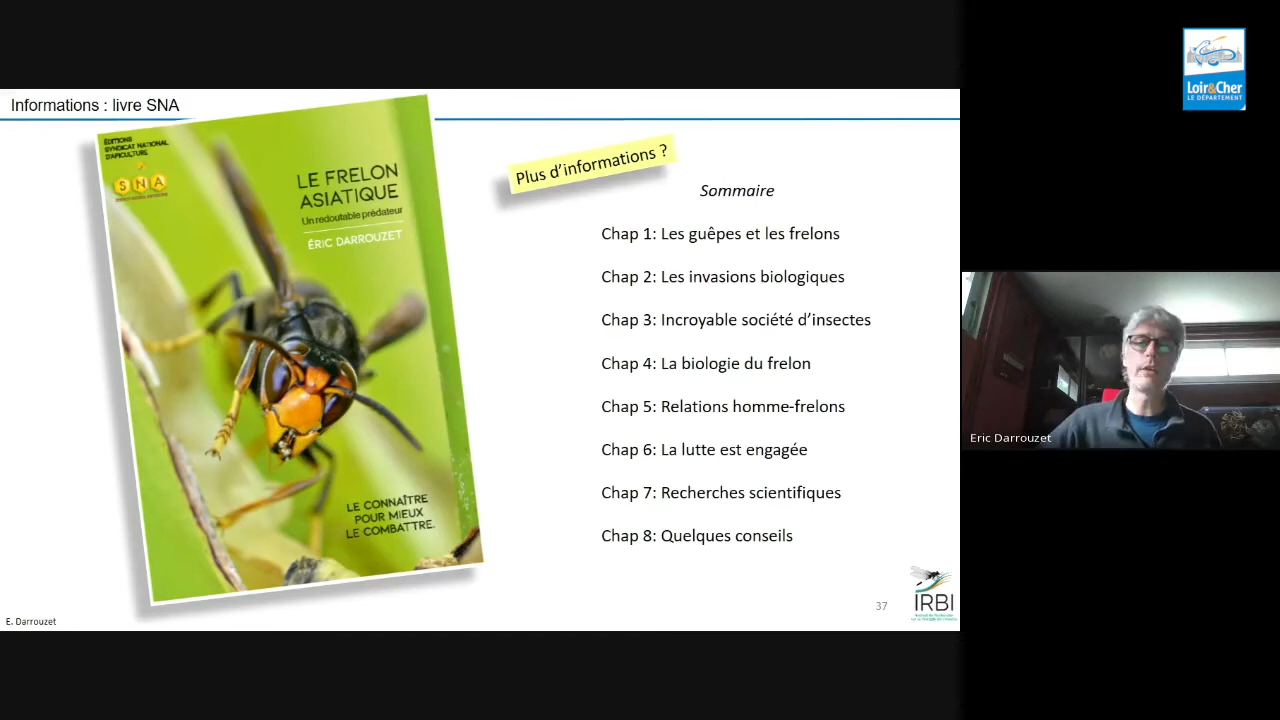 Informations : livre SNA
ÉDITIONS
SYNDICAT NATIONAL
D'APICULTURE
SNA
LE FRELON
ASIATIQUE
Un redoutable prédateur
ÉRIC DARROUZET
LE CONNAÎTRE
POUR MIEUX
LE COMBATTRE.
Plus d'informations ?
Sommaire
Chap 1: Les guêpes et les frelons
Chap 2: Les invasions biologiques
Chap 3: Incroyable société d'insectes
Chap 4: La biologie du frelon
Chap 5: Relations homme-frelons
Chap 6: La lutte est engagée
Chap 7: Recherches scientifiques
Chap 8: Quelques conseils
37
IRBI
E. Darrouzet
Loir&Cher
LE DÉPARTEMENT
Eric Darrouzet